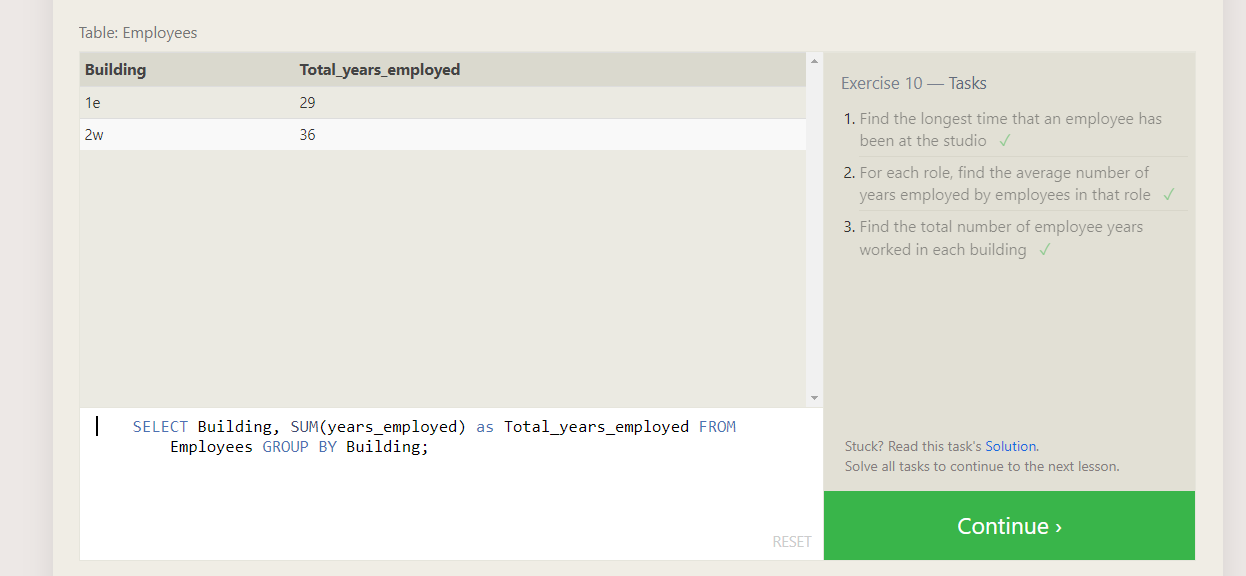 Table: Employees
Building Total_years_employed
1e 29
2w 36
SELECT Building, SUM(years_employed) as Total_years_employed FROM
Employees GROUP BY Building;
RESET
Exercise 10 — Tasks
1. Find the longest time that an employee has
been at the studio ✓
2. For each role, find the average number of
years employed by employees in that role ✓
3. Find the total number of employee years
worked in each building ✓
Stuck? Read this task's Solution.
Solve all tasks to continue to the next lesson.
Continue ›